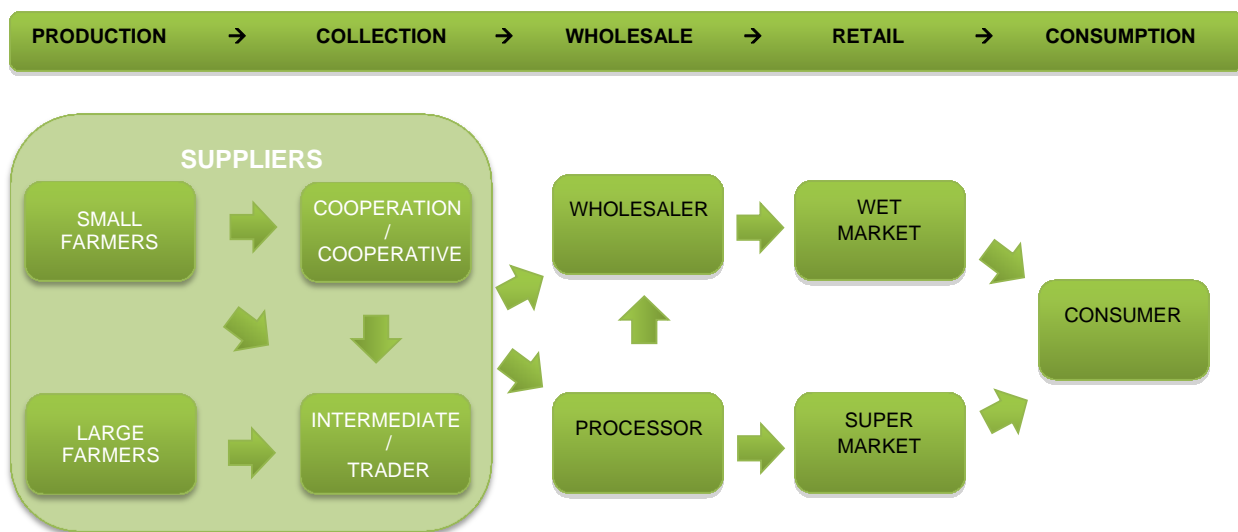 PRODUCTION → COLLECTION → WHOLESALE → RETAIL → CONSUMPTION
SUPPLIERS
SMALL
FARMERS
COOPERATION
/
COOPERATIVE
WHOLESALER
WET
MARKET
CONSUMER
LARGE
FARMERS
INTERMEDIATE
/
TRADER
PROCESSOR
SUPER
MARKET